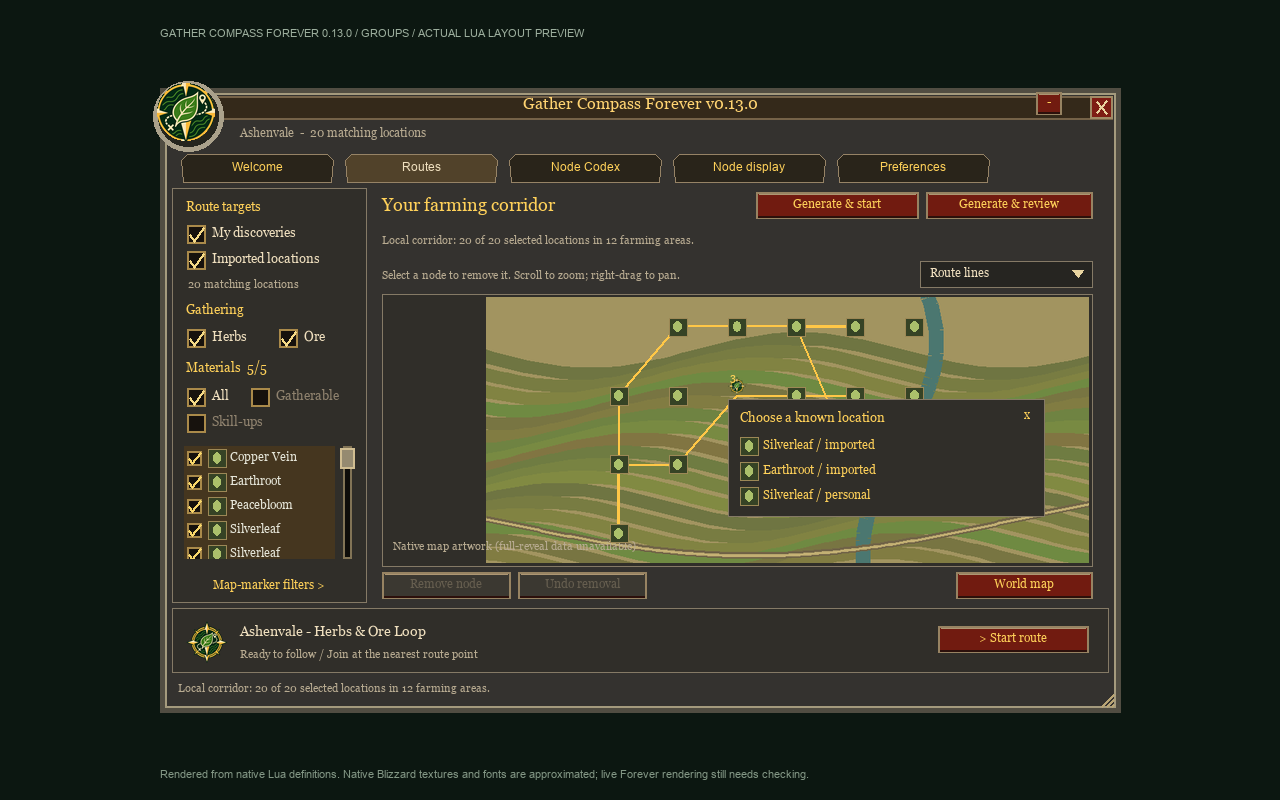 GATHER COMPASS FOREVER 0.13.0 / GROUPS / ACTUAL LUA LAYOUT PREVIEW
Gather Compass Forever v0.13.0
-
X
Ashenvale - 20 matching locations
Welcome
Routes
Node Codex
Node display
Preferences
Route targets
My discoveries
Imported locations
20 matching locations
Gathering
Herbs
Ore
Materials 5/5
All
Gatherable
Skill-ups
Copper Vein
Earthroot
Peacebloom
Silverleaf
Silverleaf
Map-marker filters >
Your farming corridor
Generate & start
Generate & review
Local corridor: 20 of 20 selected locations in 12 farming areas.
Select a node to remove it. Scroll to zoom; right-drag to pan.
Route lines
3
Choose a known location
x
Silverleaf / imported
Earthroot / imported
Silverleaf / personal
Native map artwork (full-reveal data unavailable)
Remove node
Undo removal
World map
Ashenvale - Herbs & Ore Loop
Ready to follow / Join at the nearest route point
> Start route
Local corridor: 20 of 20 selected locations in 12 farming areas.
Rendered from native Lua definitions. Native Blizzard textures and fonts are approximated; live Forever rendering still needs checking.